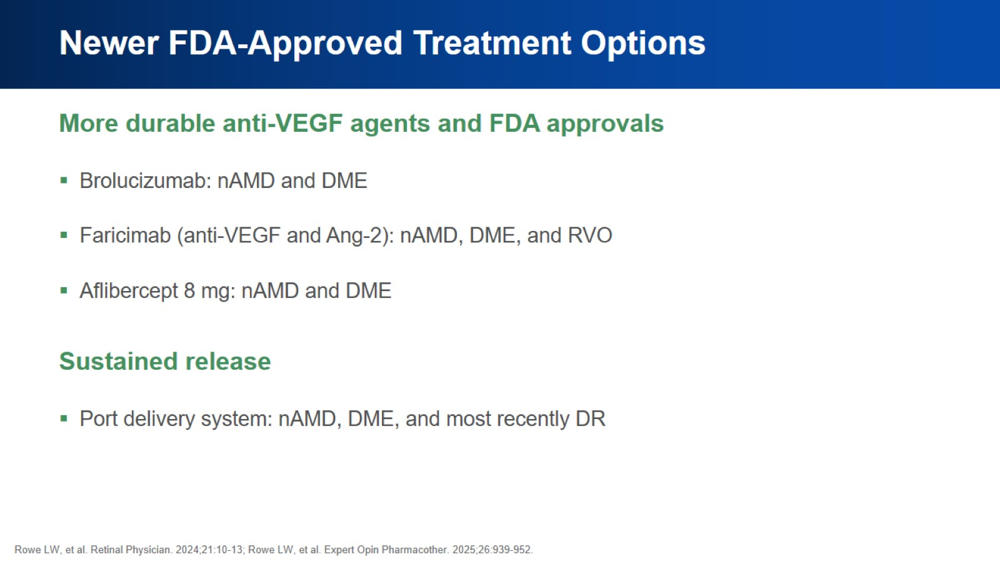 Newer FDA-Approved Treatment Options
More durable anti-VEGF agents and FDA approvals
▪ Brolucizumab: nAMD and DME
▪ Faricimab (anti-VEGF and Ang-2): nAMD, DME, and RVO
▪ Aflibercept 8 mg: nAMD and DME
Sustained release
▪ Port delivery system: nAMD, DME, and most recently DR
Rowe LW, et al. Retinal Physician. 2024;21:10-13; Rowe LW, et al. Expert Opin Pharmacother. 2025;26:939-952.